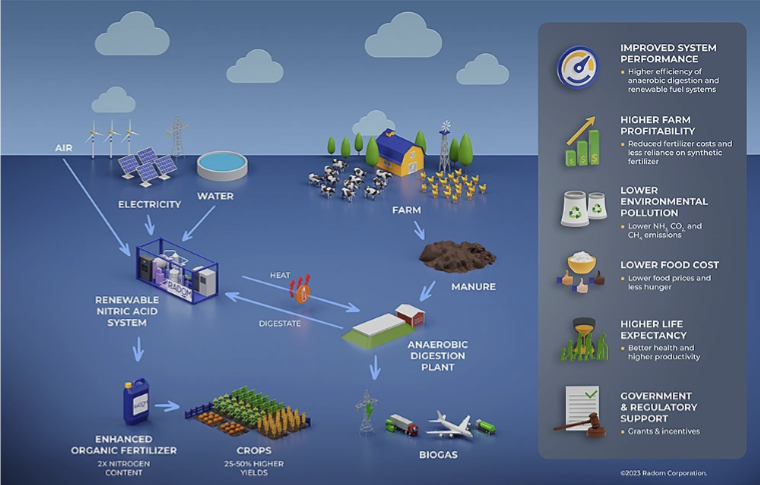 AIR
ELECTRICITY
WATER
FARM
MANURE
RADOM
RENEWABLE
NITRIC ACID
SYSTEM
HEAT
DIGESTATE
ANAEROBIC
DIGESTION
PLANT
ENHANCED
ORGANIC FERTILIZER
2X NITROGEN
CONTENT
CROPS
25-50% HIGHER
YIELDS
BIOGAS
IMPROVED SYSTEM
PERFORMANCE
• Higher efficiency of
anaerobic digestion and
renewable fuel systems
HIGHER FARM
PROFITABILITY
• Reduced fertilizer costs and
less reliance on synthetic
fertilizer
$ $ $
LOWER
ENVIRONMENTAL
POLLUTION
• Lower NH₃ CO₂ and
CH₄ emissions
LOWER FOOD COST
• Lower food prices and
less hunger
HIGHER LIFE
EXPECTANCY
• Better health and
higher productivity
GOVERNMENT
& REGULATORY
SUPPORT
• Grants & incentives
©2023 Radom Corporation.